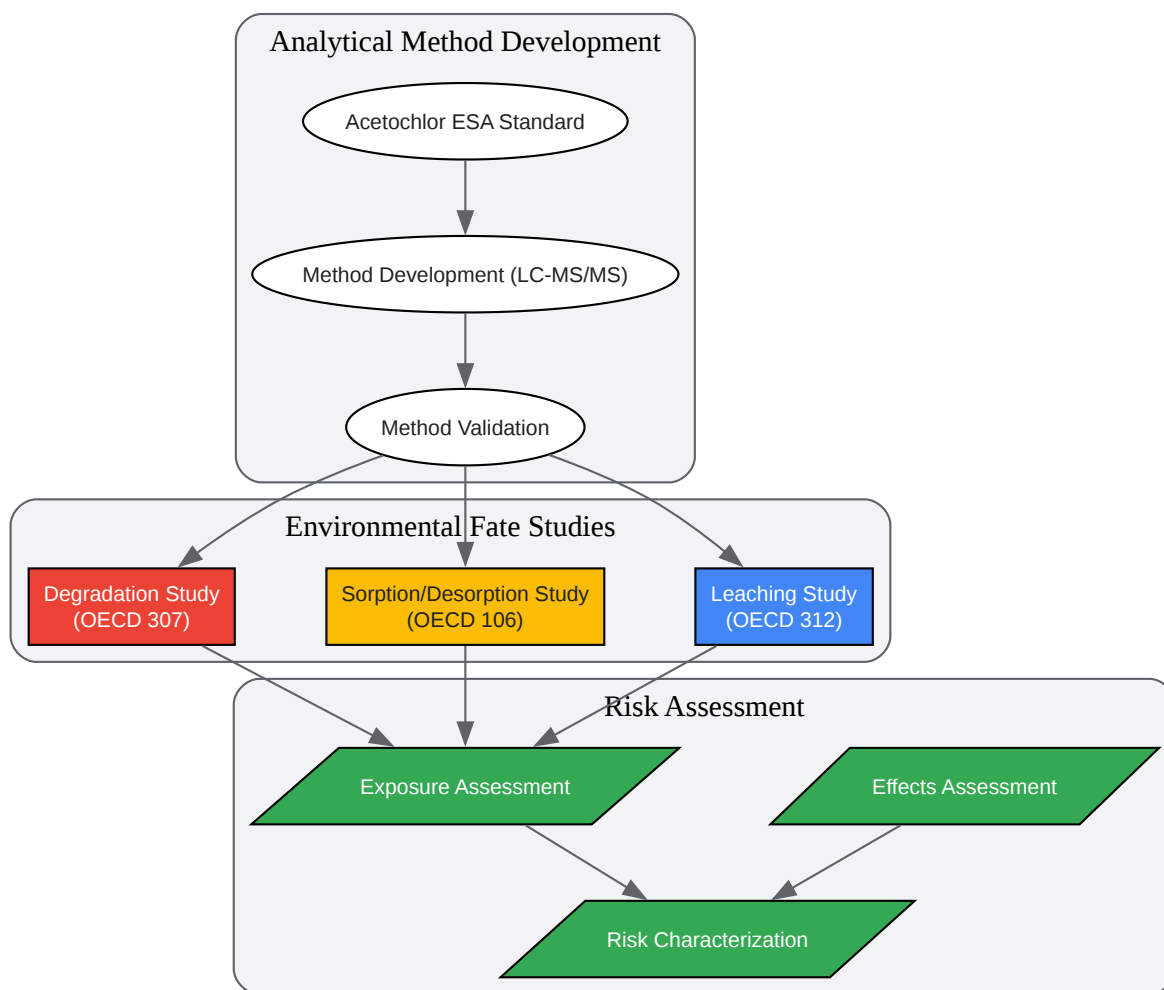 Analytical Method Development
Acetochlor ESA Standard
Method Development (LC-MS/MS)
Method Validation
Environmental Fate Studies
Degradation Study
(OECD 307)
Sorption/Desorption Study
(OECD 106)
Leaching Study
(OECD 312)
Risk Assessment
Exposure Assessment
Effects Assessment
Risk Characterization